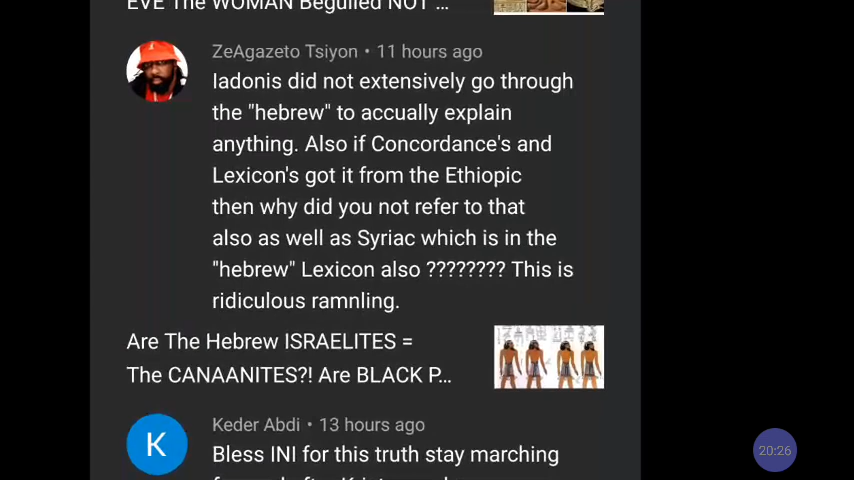 EVE The WOMAN Beguiled NOT ...
ZeAgazeto Tsiyon • 11 hours ago
Iadonis did not extensively go through
the "hebrew" to accually explain
anything. Also if Concordance's and
Lexicon's got it from the Ethiopic
then why did you not refer to that
also as well as Syriac which is in the
"hebrew" Lexicon also ???????? This is
ridiculous ramnling.
Are The Hebrew ISRAELITES =
The CANAANITES?! Are BLACK P...
Keder Abdi • 13 hours ago
K
Bless INI for this truth stay marching
20:26